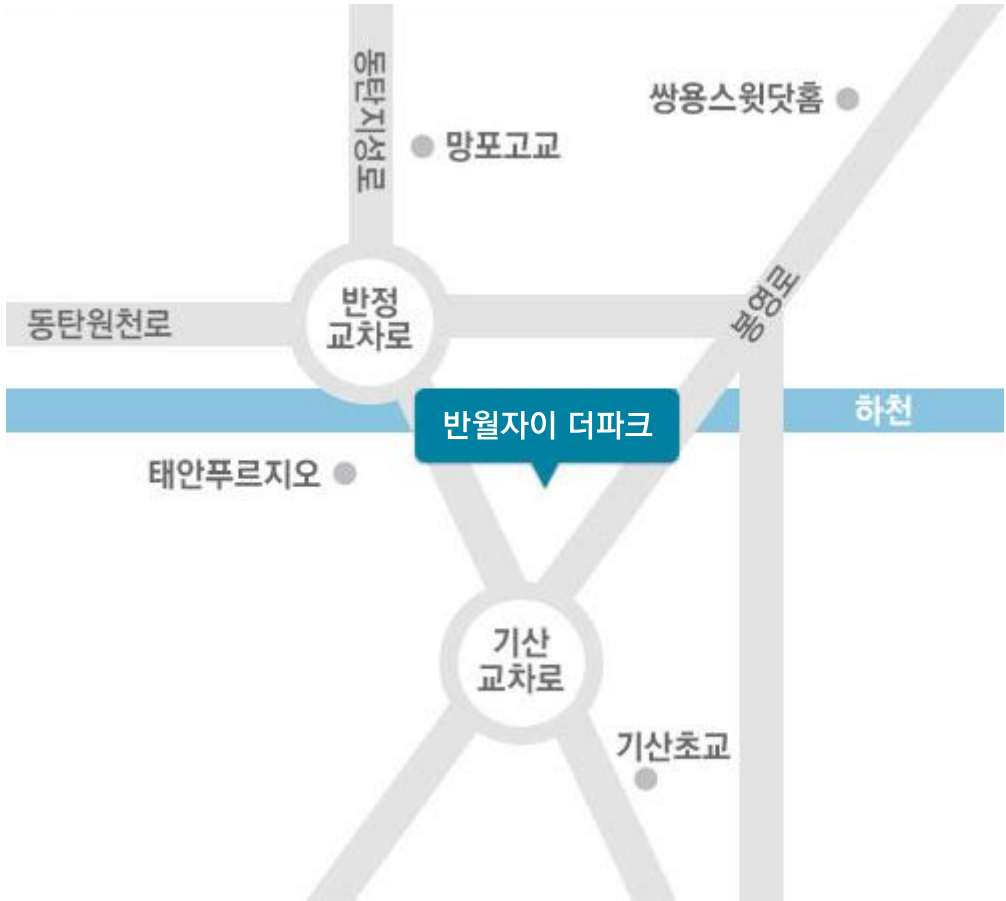 동탄지성로
쌍용스윗닷홈
망포고교
반정
교차로
동탄원천로
봉영로
반월자이 더파크
하천
태안푸르지오
기산
교차로
기산초교